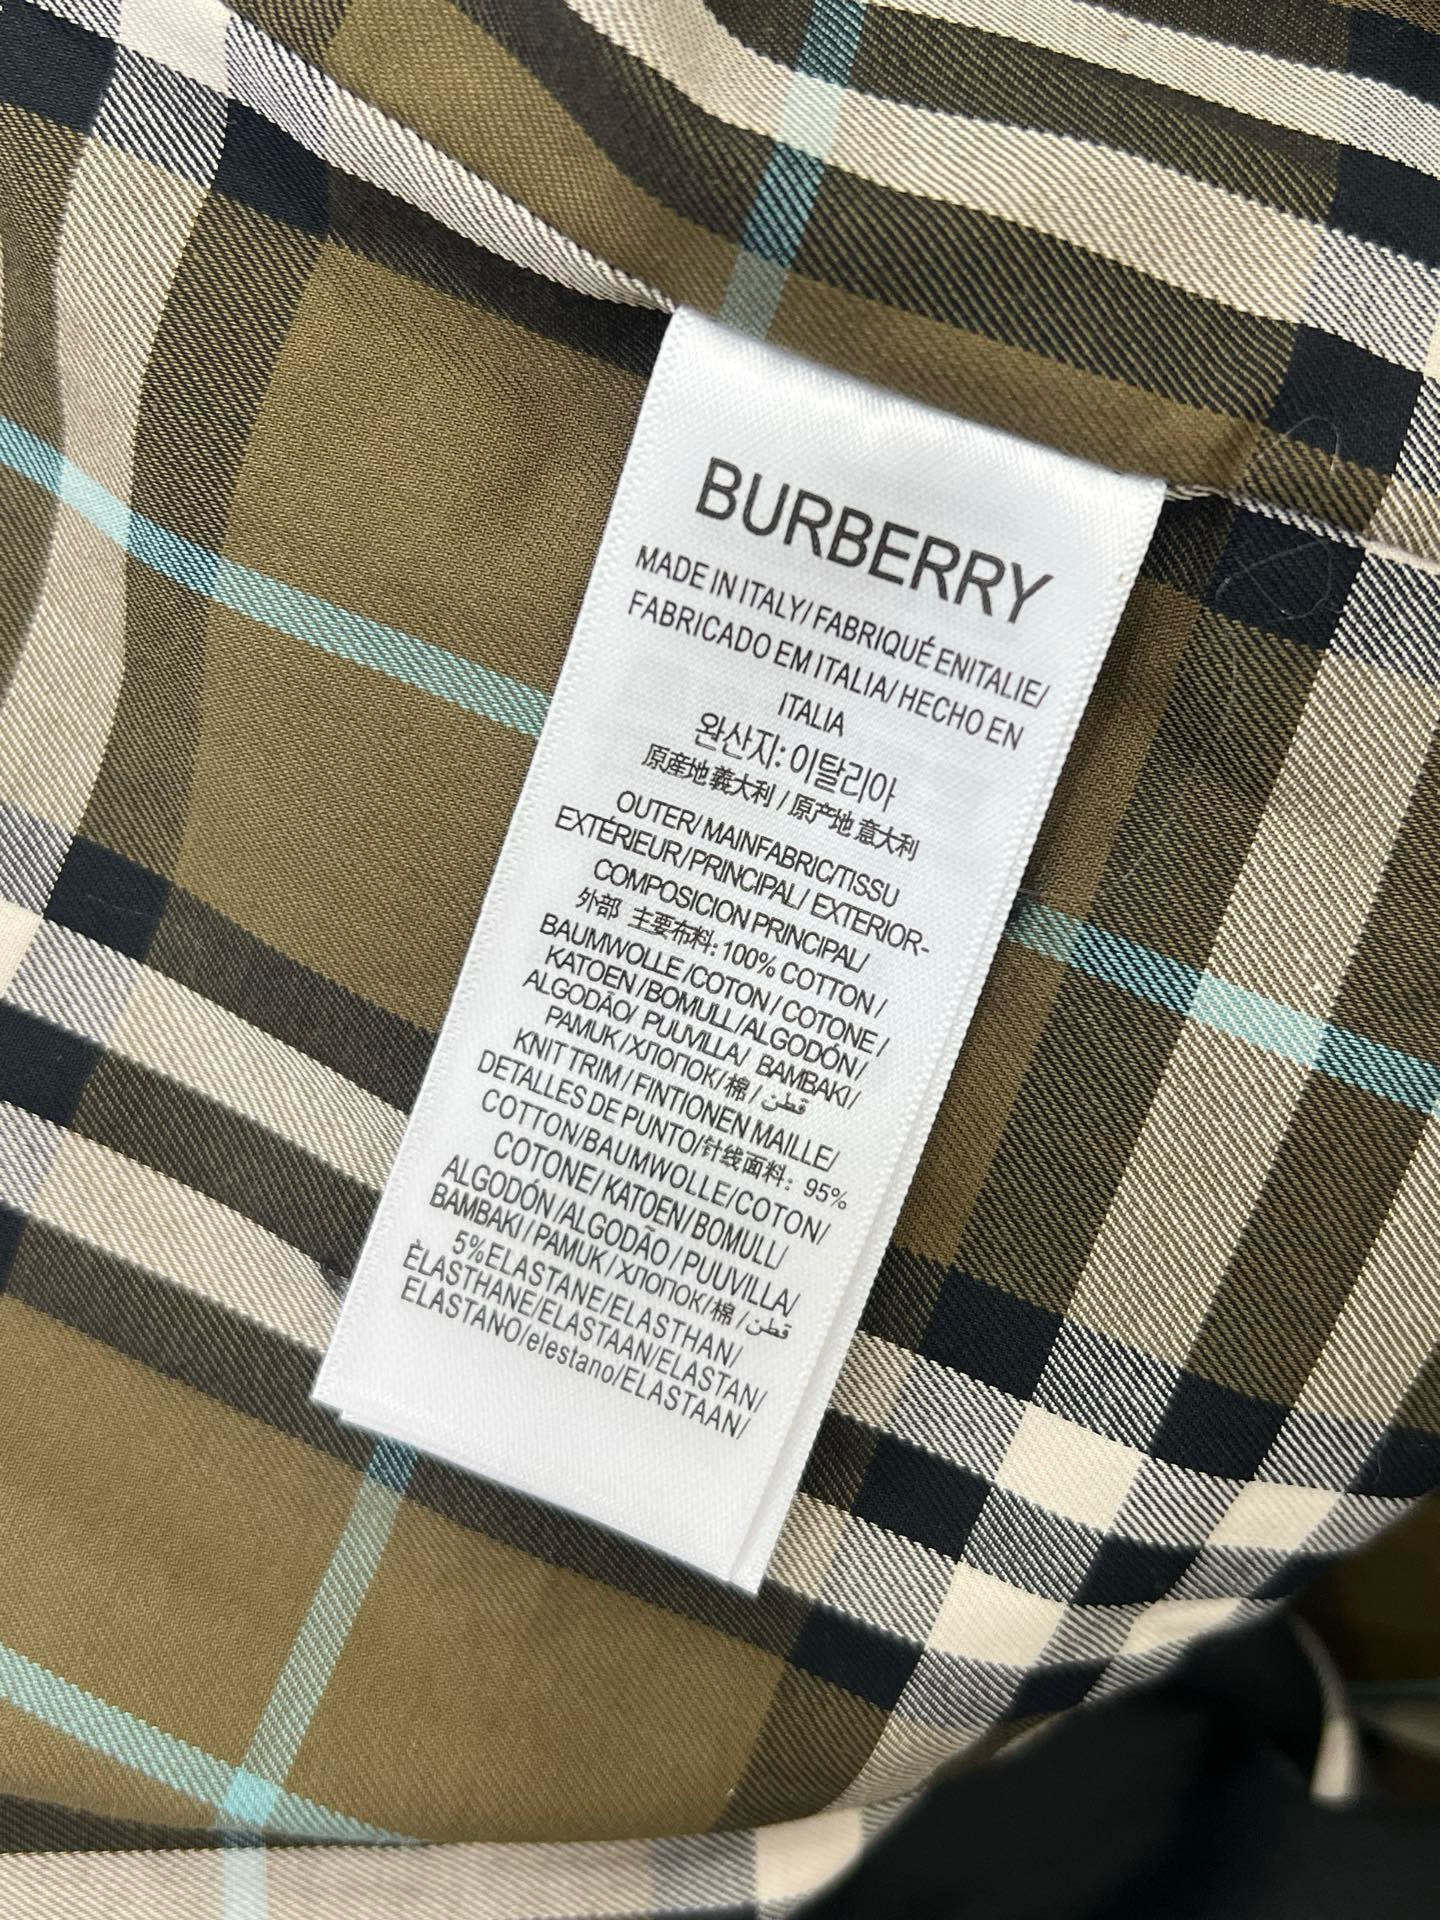 BURBERRY
MADE IN ITALY/ FABRIQUÉ ENITALIE/
FABRICADO EM ITALIA/ HECHO EN
ITALIA
완산지: 이탈리아
原産地 義大利 / 原产地 意大利
OUTER/ MAINFABRIC/TISSU
EXTÉRIEUR/PRINCIPAL/ EXTERIOR-
COMPOSICION PRINCIPAL/
外部 主要布料: 100% COTTON /
BAUMWOLLE /COTON / COTONE /
KATOEN /BOMULL/ALGODÓN /
ALGODÃO/ PUUVILLA/ BAMBAKI/
PAMUK / ХЛОПОК / 棉 / قطن
KNIT TRIM / FINTIONEN MAILLE/
DETALLES DE PUNTO/针线面料: 95%
COTTON/BAUMWOLLE/COTON/
COTONE/ KATOEN/ BOMULL/
ALGODÓN/ALGODÃO / PUUVILLA/
BAMBAKI/ PAMUK / ХЛОПОК/ 棉 / قطن
5%ELASTANE/ELASTHAN/
ÈLASTHANE/ELASTAAN/ELASTAN/
ELASTANO/elestano/ELASTAAN/